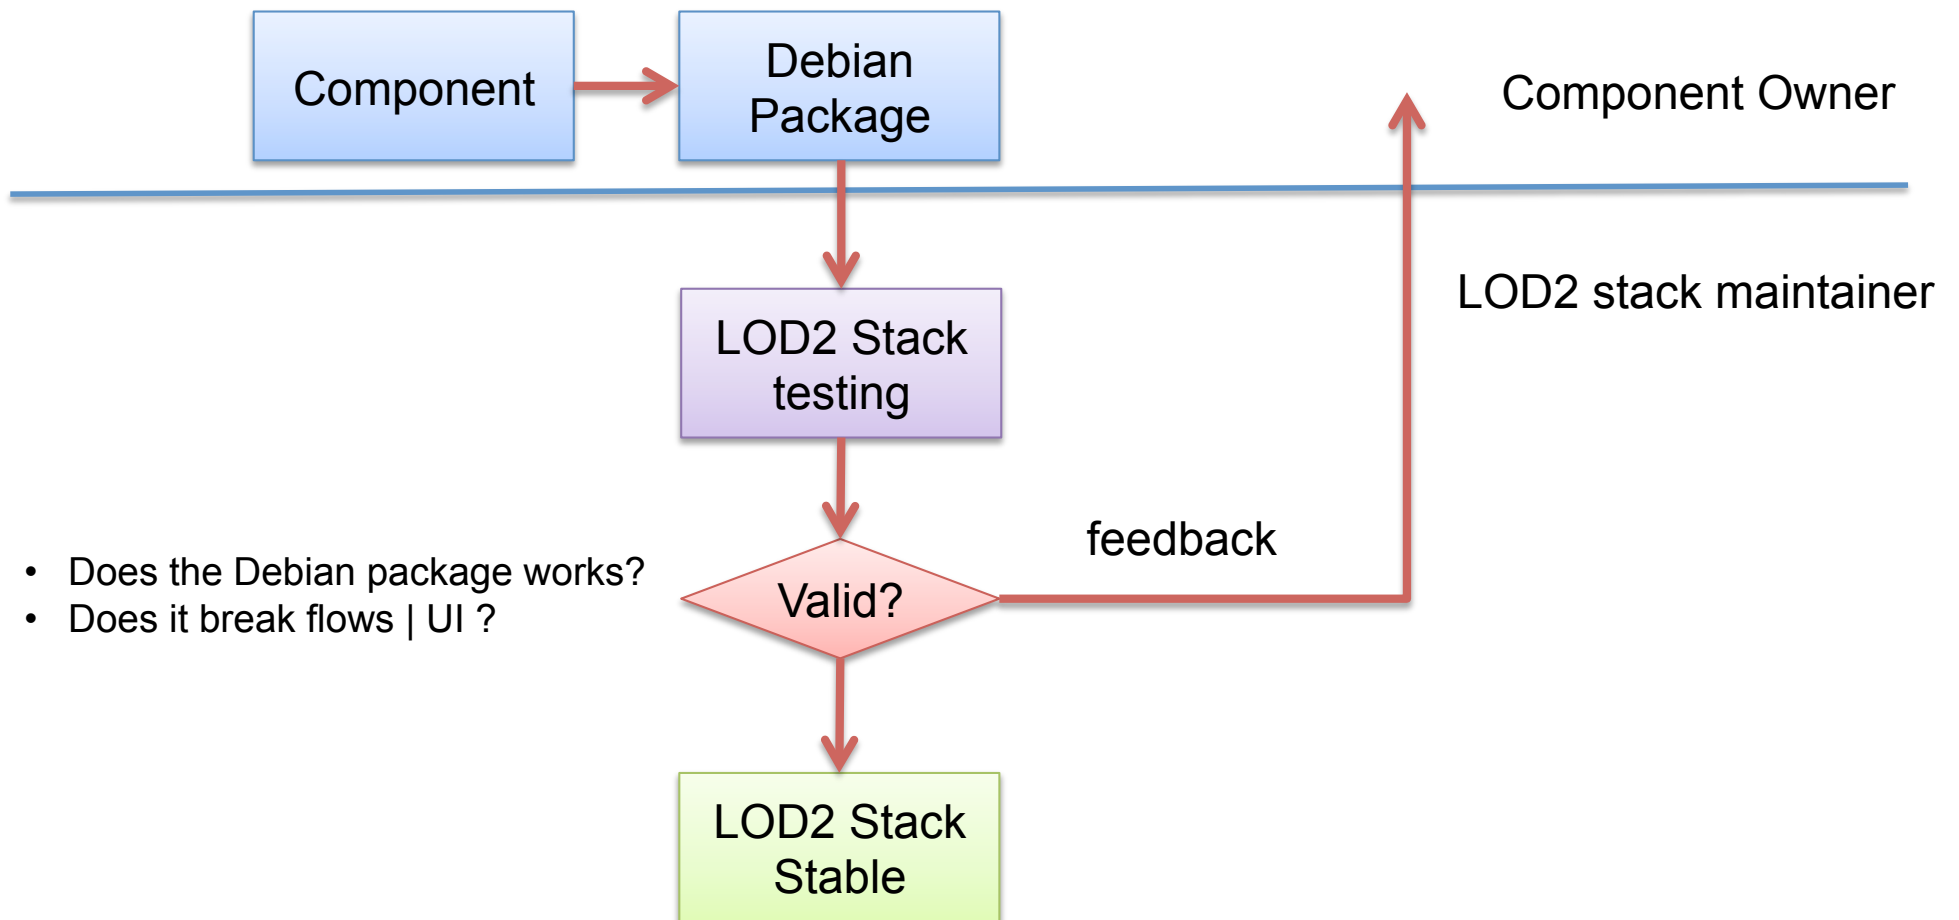 Component
Debian
Package
Component Owner
LOD2 stack maintainer
LOD2 Stack
testing
feedback
• Does the Debian package works?
• Does it break flows | UI ?
Valid?
LOD2 Stack
Stable